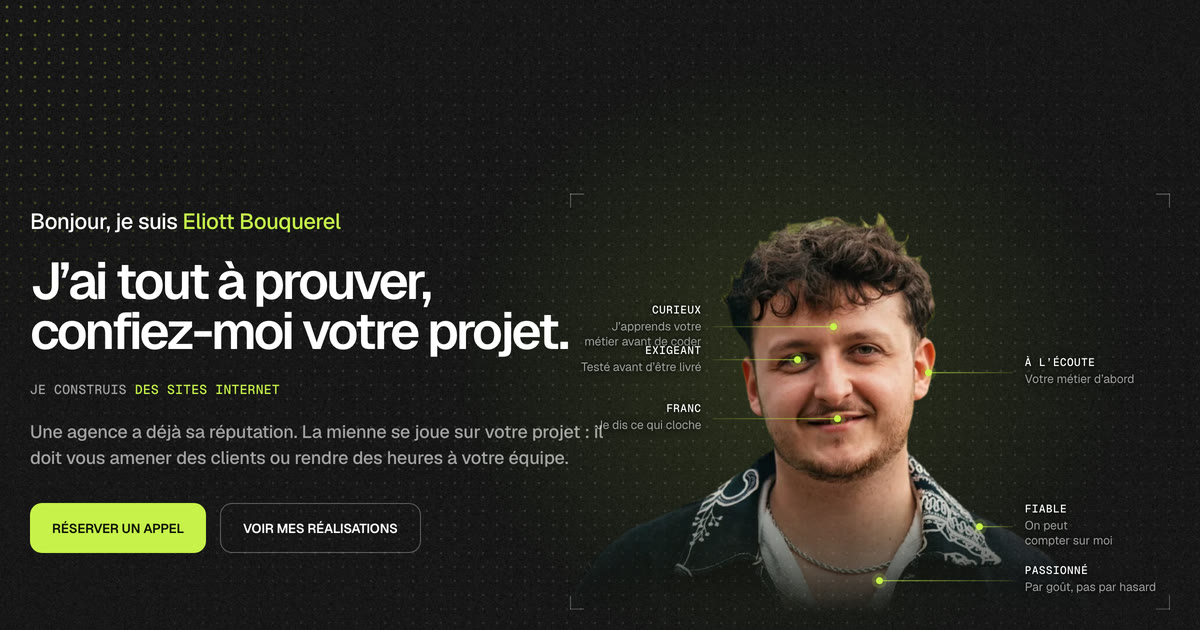 Bonjour, je suis Eliott Bouquerel
J’ai tout à prouver,
confiez-moi votre projet.
JE CONSTRUIS DES SITES INTERNET
Une agence a déjà sa réputation. La mienne se joue sur votre projet : il
doit vous amener des clients ou rendre des heures à votre équipe.
RÉSERVER UN APPEL
VOIR MES RÉALISATIONS
CURIEUX
J’apprends votre
métier avant de coder
EXIGEANT
Testé avant d’être livré
FRANC
Je dis ce qui cloche
À L’ÉCOUTE
Votre métier d’abord
FIABLE
On peut
compter sur moi
PASSIONNÉ
Par goût, pas par hasard